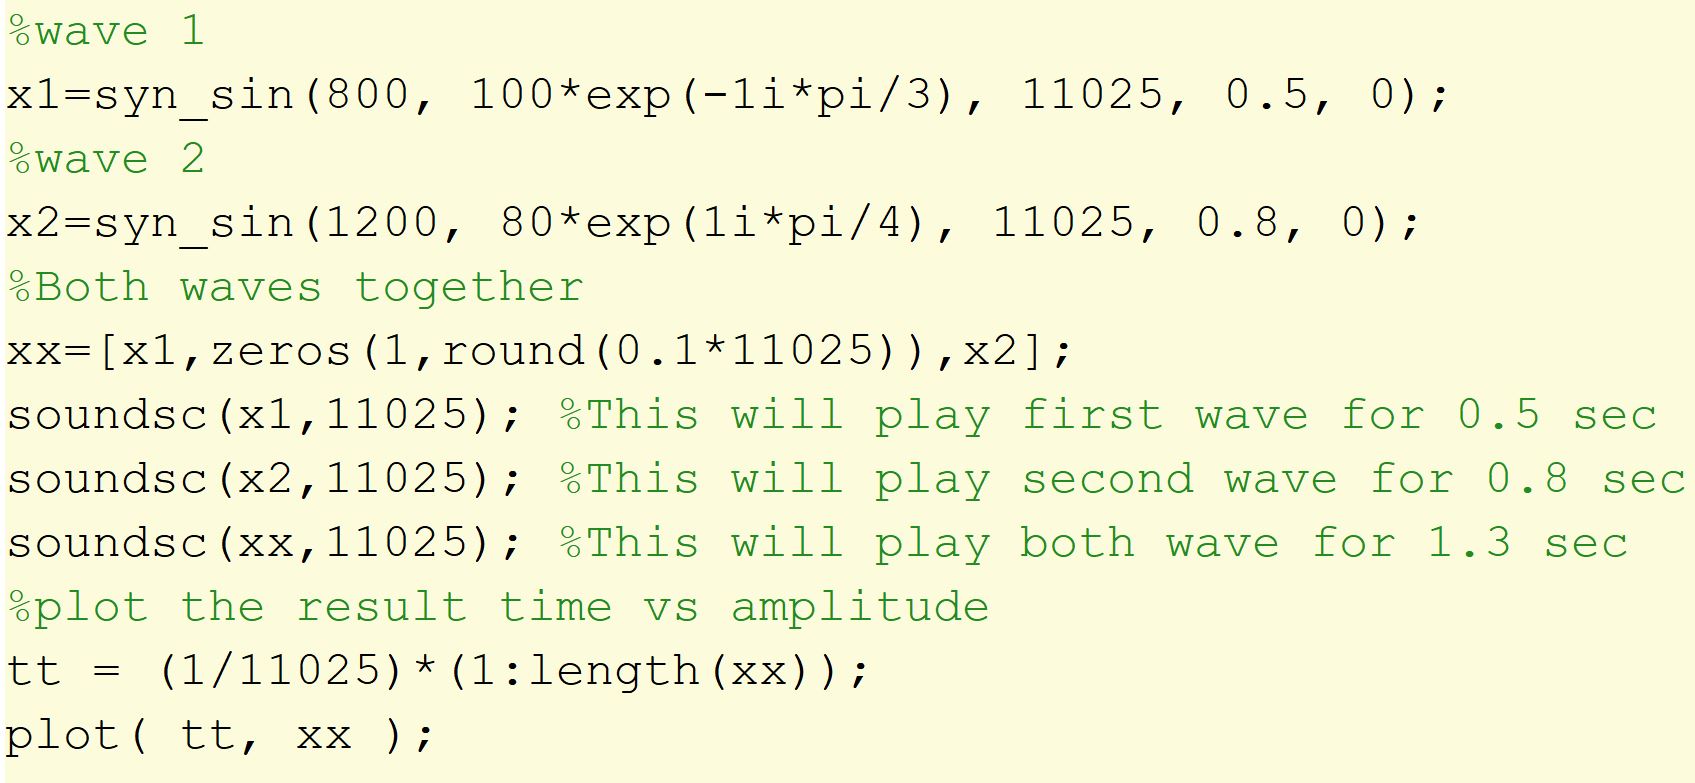 %wave 1
x1=syn_sin(800, 100*exp(-1i*pi/3), 11025, 0.5, 0);
%wave 2
x2=syn_sin(1200, 80*exp(1i*pi/4), 11025, 0.8, 0);
%Both waves together
xx=[x1,zeros(1,round(0.1*11025)),x2];
soundsc(x1,11025); %This will play first wave for 0.5 sec
soundsc(x2,11025); %This will play second wave for 0.8 sec
soundsc(xx,11025); %This will play both wave for 1.3 sec
%plot the result time vs amplitude
tt = (1/11025)*(1:length(xx));
plot( tt, xx );